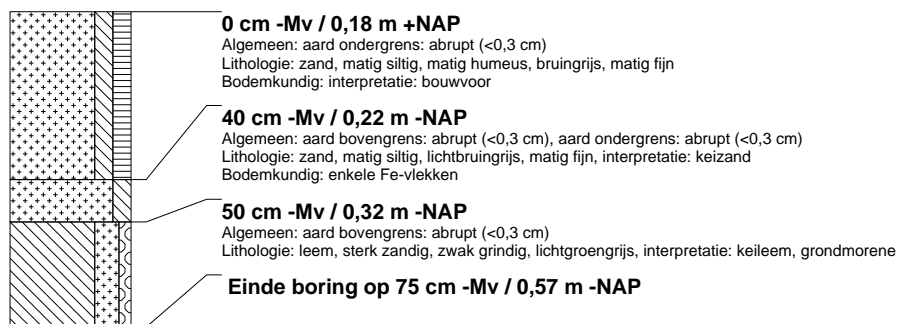 0 cm -Mv / 0,18 m +NAP
Algemeen: aard ondergrens: abrupt (<0,3 cm)
Lithologie: zand, matig siltig, matig humeus, bruingrijs, matig fijn
Bodemkundig: interpretatie: bouwvoor
40 cm -Mv / 0,22 m -NAP
Algemeen: aard bovengrens: abrupt (<0,3 cm), aard ondergrens: abrupt (<0,3 cm)
Lithologie: zand, matig siltig, lichtbruingrijs, matig fijn, interpretatie: keizand
Bodemkundig: enkele Fe-vlekken
50 cm -Mv / 0,32 m -NAP
Algemeen: aard bovengrens: abrupt (<0,3 cm)
Lithologie: leem, sterk zandig, zwak grindig, lichtgroengrijs, interpretatie: keileem, grondmorene
Einde boring op 75 cm -Mv / 0,57 m -NAP